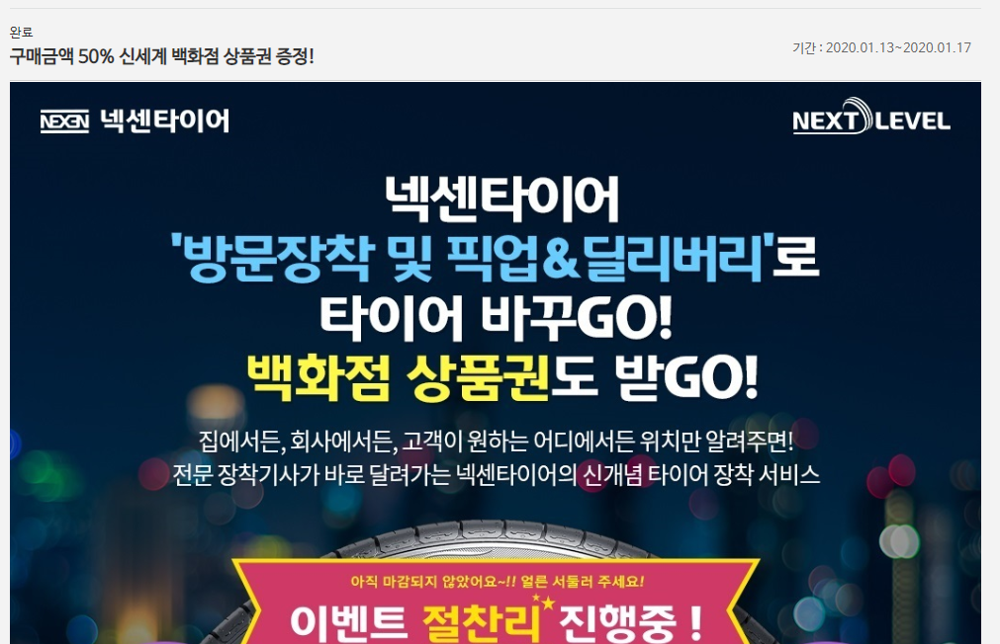 완료
구매금액 50% 신세계 백화점 상품권 증정!
기간 : 2020.01.13~2020.01.17
NEXEN 넥센타이어
NEXT LEVEL
넥센타이어
'방문장착 및 픽업&딜리버리'로
타이어 바꾸GO!
백화점 상품권도 받GO!
집에서든, 회사에서든, 고객이 원하는 어디에서든 위치만 알려주면!
전문 장착기사가 바로 달려가는 넥센타이어의 신개념 타이어 장착 서비스
아직 마감되지 않았어요~!! 얼른 서둘러 주세요!
이벤트 절찬리 진행중 !